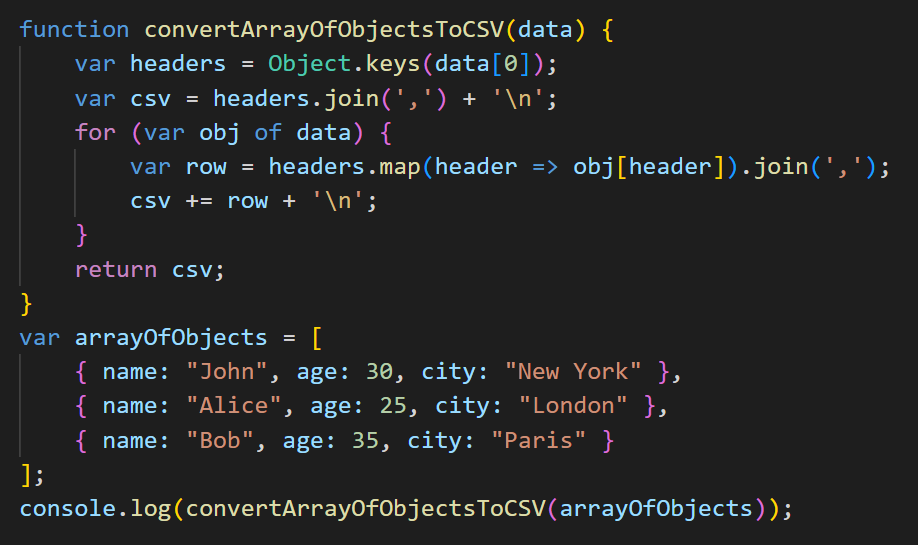 function convertArrayOfObjectsToCSV(data) {
    var headers = Object.keys(data[0]);
    var csv = headers.join(',') + '\n';
    for (var obj of data) {
        var row = headers.map(header => obj[header]).join(',');
        csv += row + '\n';
    }
    return csv;
}
var arrayOfObjects = [
    { name: "John", age: 30, city: "New York" },
    { name: "Alice", age: 25, city: "London" },
    { name: "Bob", age: 35, city: "Paris" }
];
console.log(convertArrayOfObjectsToCSV(arrayOfObjects));